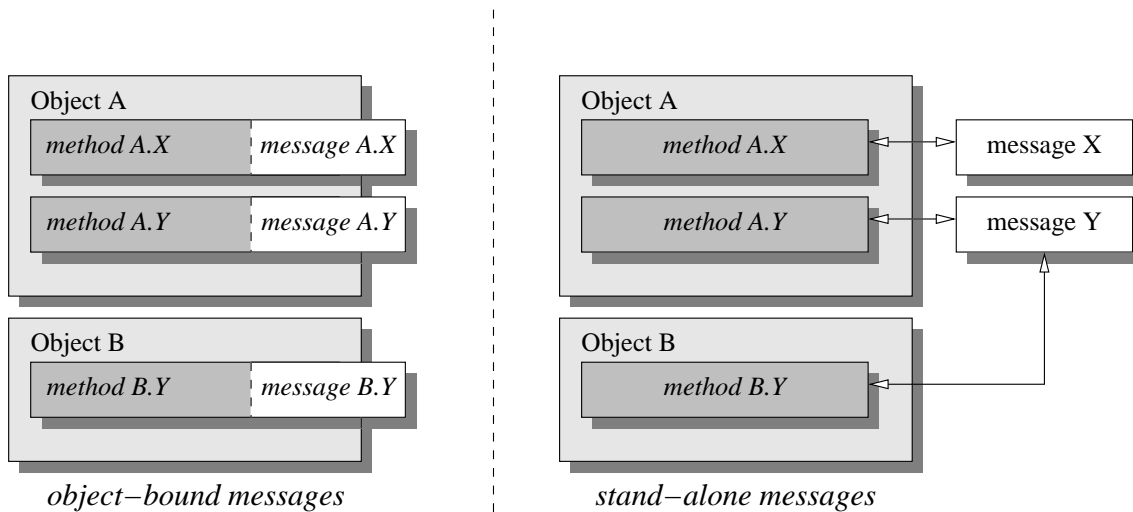 Object A
method A.X
message A.X
method A.Y
message A.Y
Object B
method B.Y
message B.Y
object−bound messages
Object A
method A.X
message X
method A.Y
message Y
Object B
method B.Y
stand−alone messages